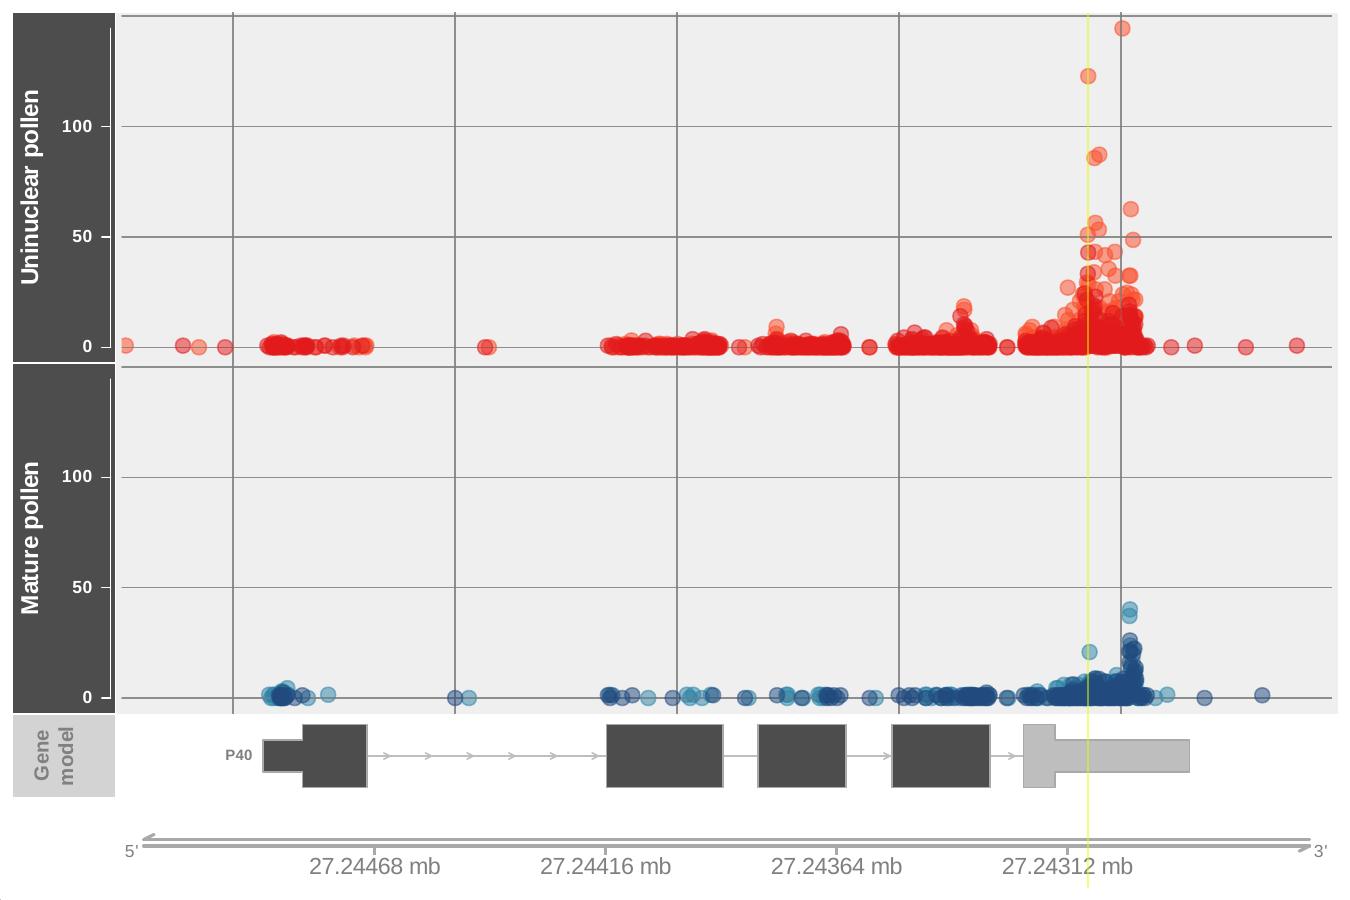 Uninuclear pollen
100
50
0
Mature pollen
100
50
0
Gene
model
P40
5'
3'
27.24468 mb
27.24416 mb
27.24364 mb
27.24312 mb